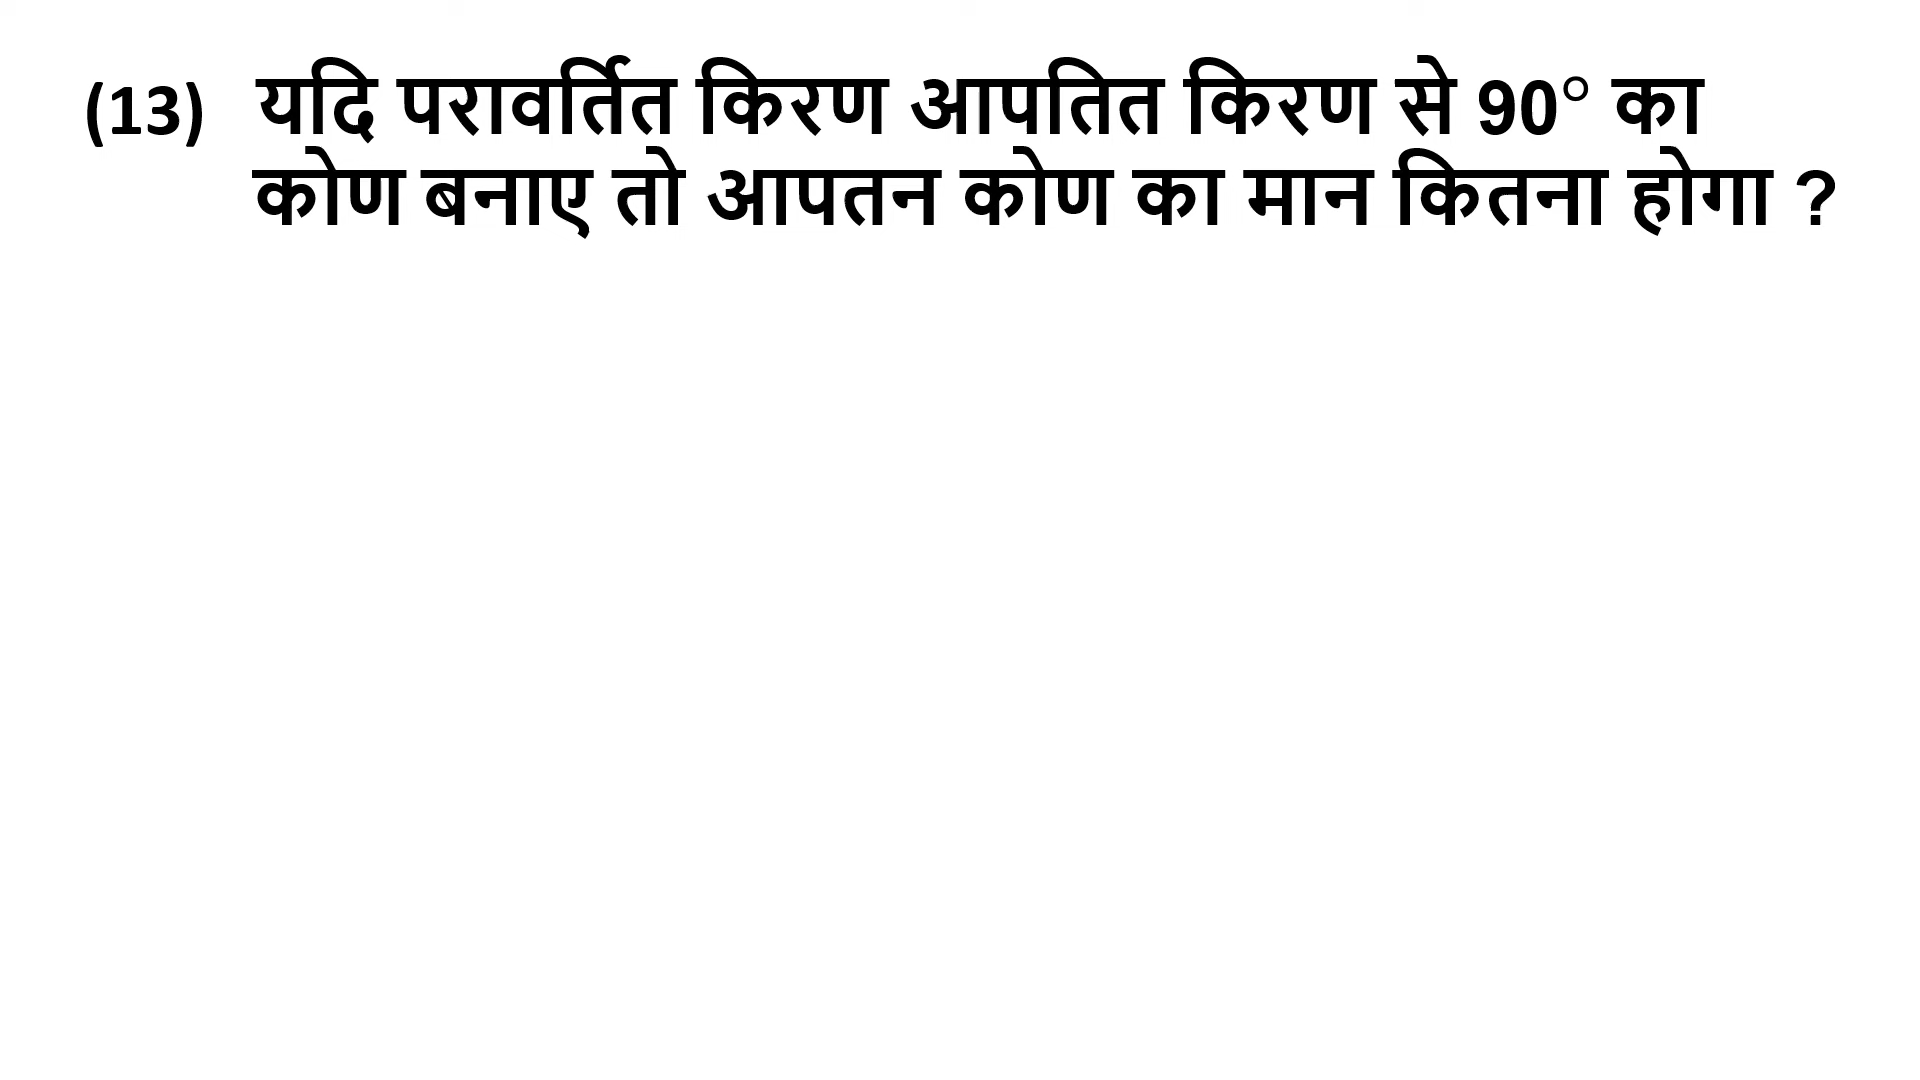 (13) यदि परावर्तित किरण आपतित किरण से 90° का
कोण बनाए तो आपतन कोण का मान कितना होगा ?